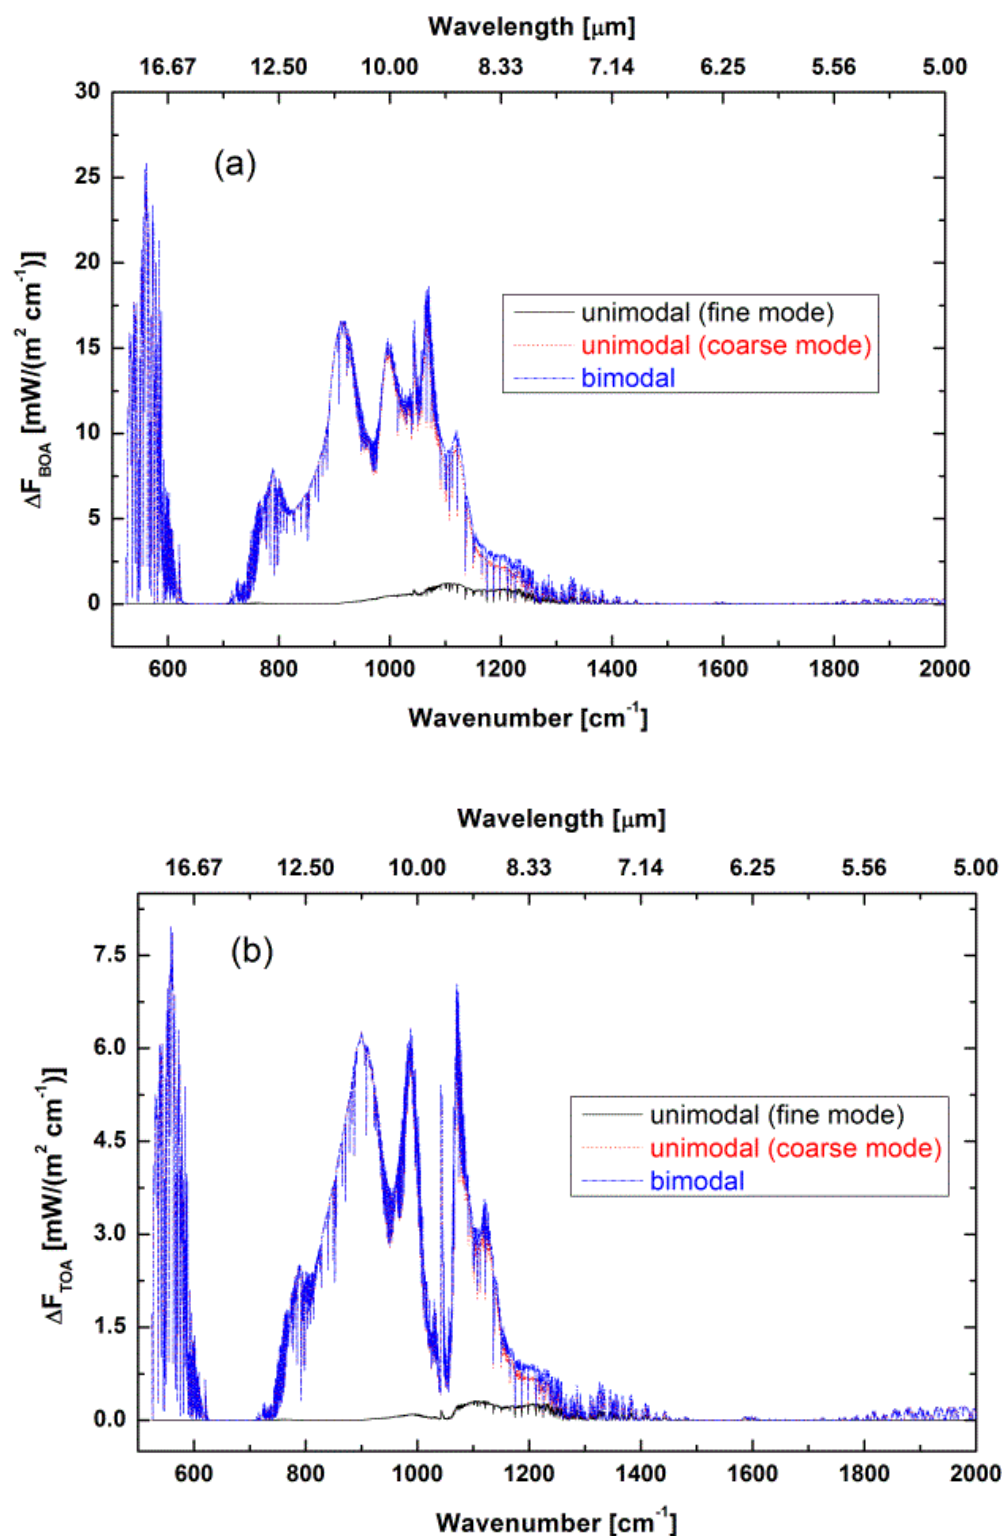 Wavelength [μm]
16.67 12.50 10.00 8.33 7.14 6.25 5.56 5.00
30
25
20
15
10
5
0
(a)
ΔF_BOA [mW/(m² cm⁻¹)]
unimodal (fine mode)
unimodal (coarse mode)
bimodal
600 800 1000 1200 1400 1600 1800 2000
Wavenumber [cm⁻¹]
Wavelength [μm]
16.67 12.50 10.00 8.33 7.14 6.25 5.56 5.00
7.5
6.0
4.5
3.0
1.5
0.0
(b)
ΔF_TOA [mW/(m² cm⁻¹)]
unimodal (fine mode)
unimodal (coarse mode)
bimodal
600 800 1000 1200 1400 1600 1800 2000
Wavenumber [cm⁻¹]